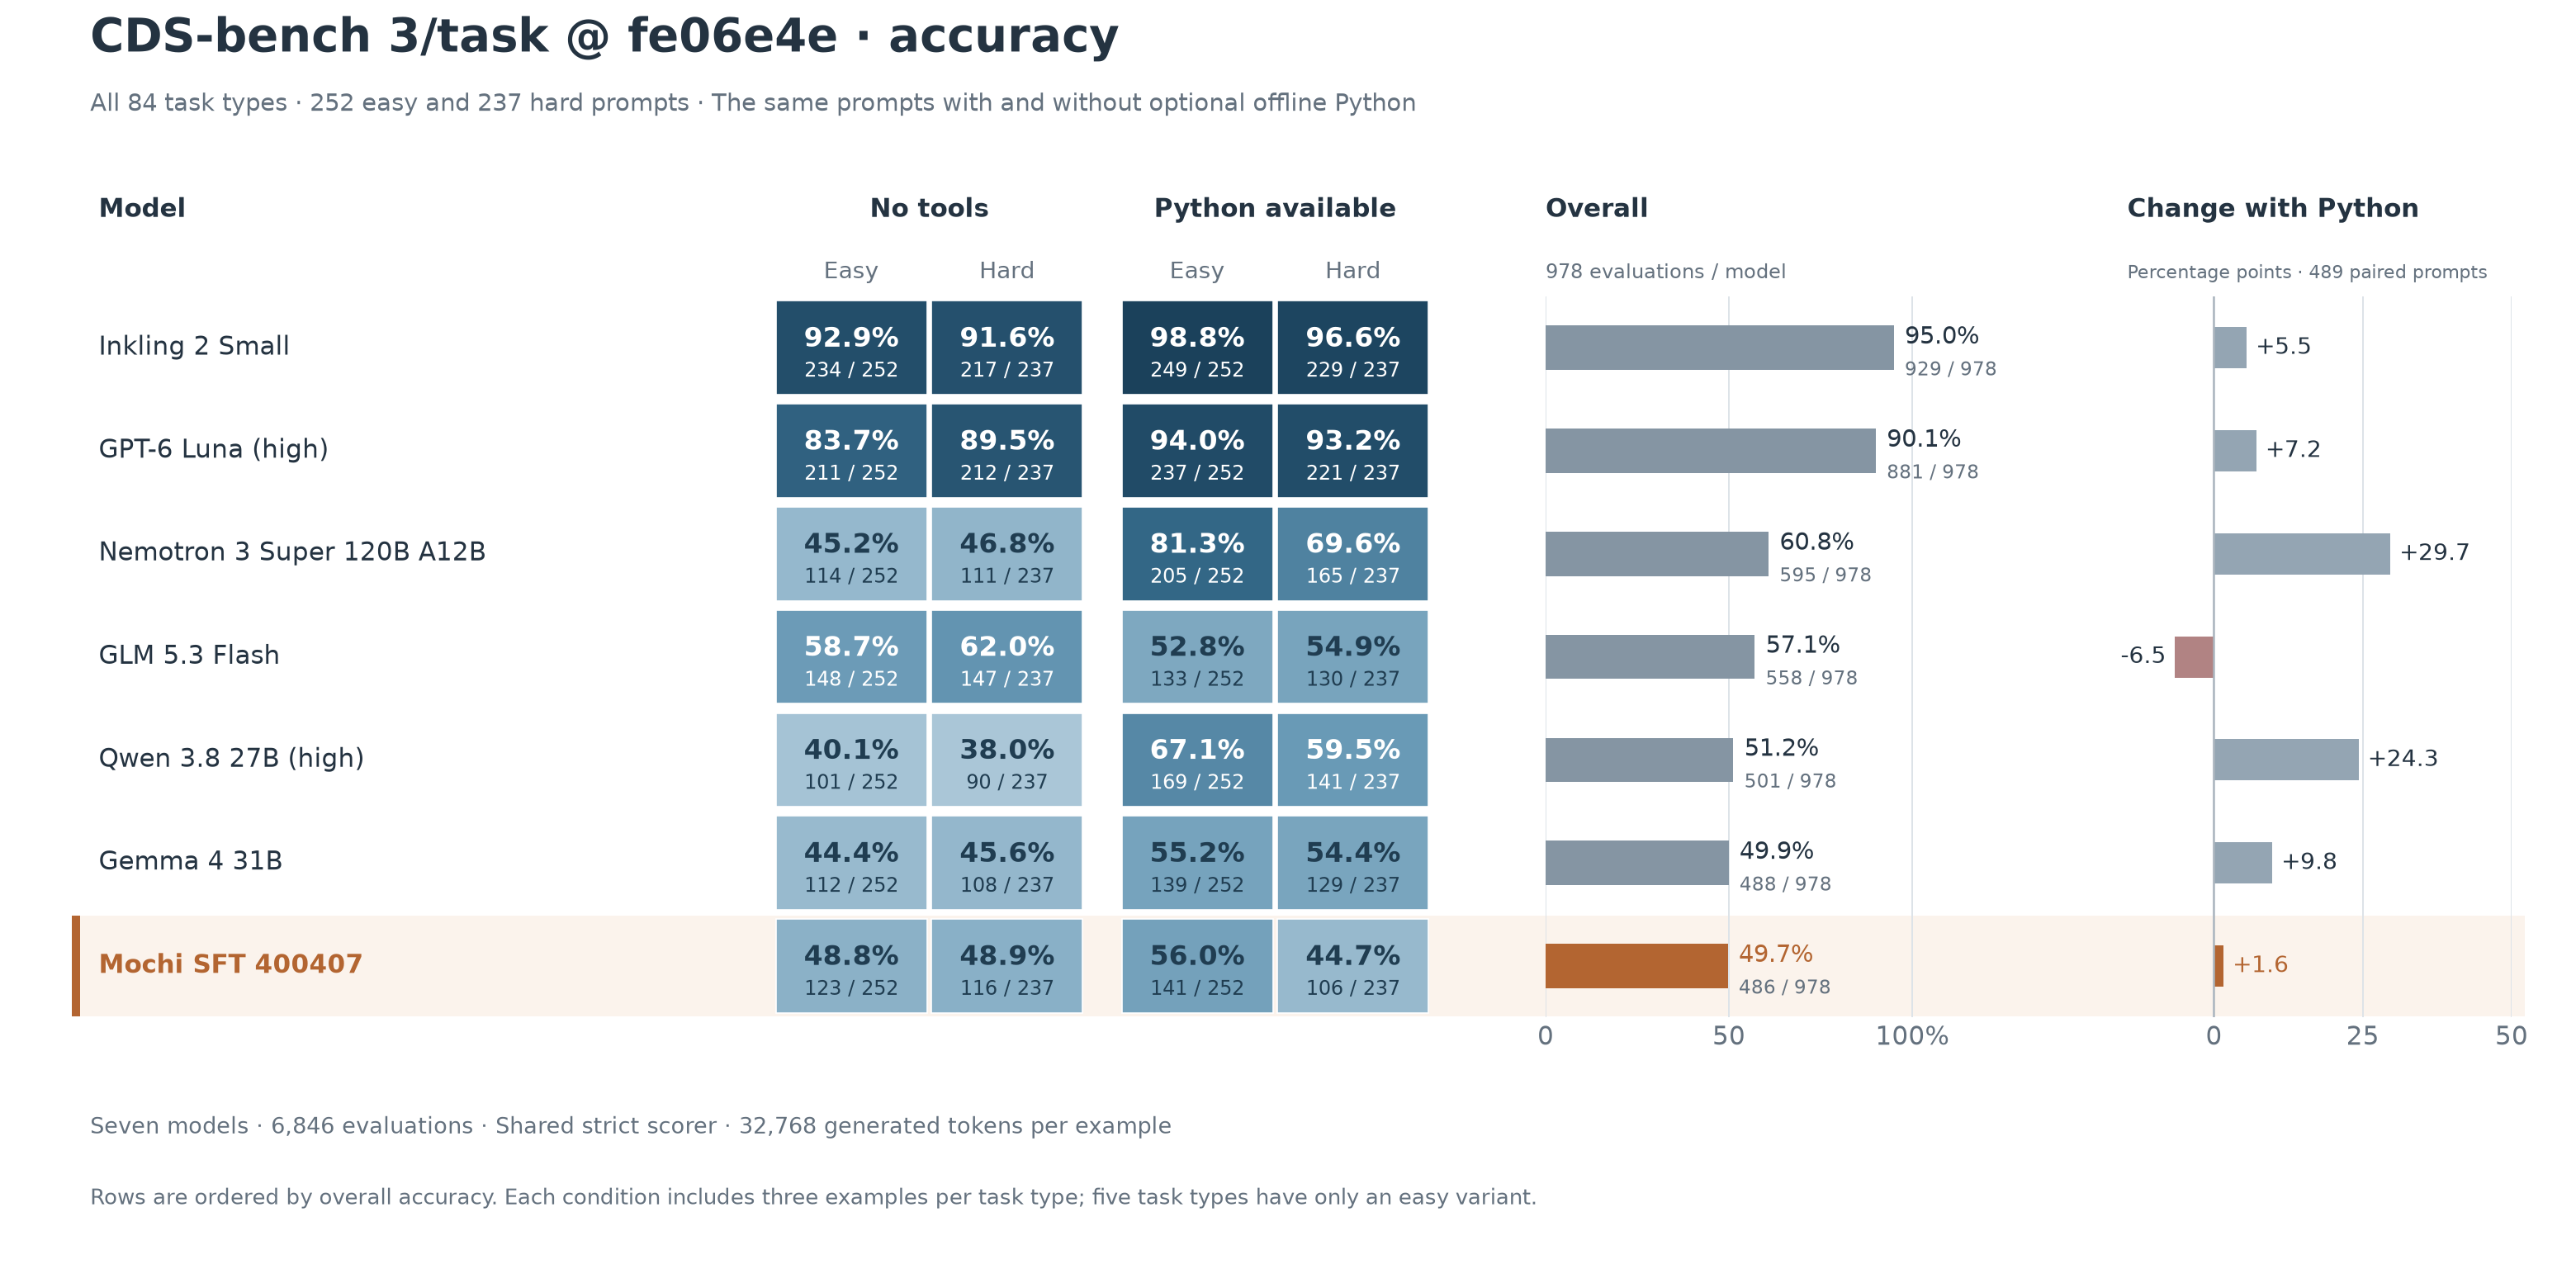 CDS-bench 3/task @ fe06e4e · accuracy
All 84 task types · 252 easy and 237 hard prompts · The same prompts with and without optional offline Python
Model No tools Python available Overall Change with Python
Easy Hard Easy Hard 978 evaluations / model Percentage points · 489 paired prompts
Inkling 2 Small 92.9% 91.6% 98.8% 96.6% 95.0% +5.5
234 / 252 217 / 237 249 / 252 229 / 237 929 / 978
GPT-6 Luna (high) 83.7% 89.5% 94.0% 93.2% 90.1% +7.2
211 / 252 212 / 237 237 / 252 221 / 237 881 / 978
Nemotron 3 Super 120B A12B 45.2% 46.8% 81.3% 69.6% 60.8% +29.7
114 / 252 111 / 237 205 / 252 165 / 237 595 / 978
GLM 5.3 Flash 58.7% 62.0% 52.8% 54.9% 57.1% -6.5
148 / 252 147 / 237 133 / 252 130 / 237 558 / 978
Qwen 3.8 27B (high) 40.1% 38.0% 67.1% 59.5% 51.2% +24.3
101 / 252 90 / 237 169 / 252 141 / 237 501 / 978
Gemma 4 31B 44.4% 45.6% 55.2% 54.4% 49.9% +9.8
112 / 252 108 / 237 139 / 252 129 / 237 488 / 978
Mochi SFT 400407 48.8% 48.9% 56.0% 44.7% 49.7% +1.6
123 / 252 116 / 237 141 / 252 106 / 237 486 / 978
0 50 100% 0 25 50
Seven models · 6,846 evaluations · Shared strict scorer · 32,768 generated tokens per example
Rows are ordered by overall accuracy. Each condition includes three examples per task type; five task types have only an easy variant.